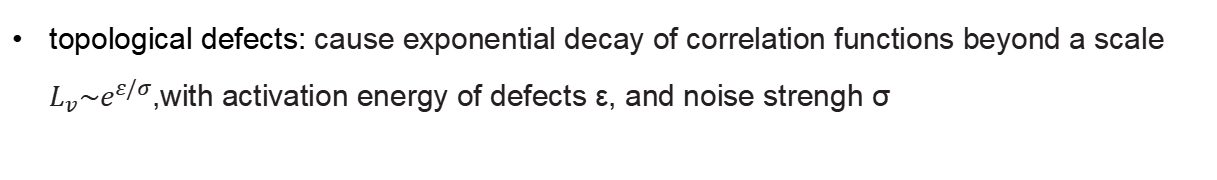 • topological defects: cause exponential decay of correlation functions beyond a scale
L_v~e^{ε/σ},with activation energy of defects ε, and noise strengh σ